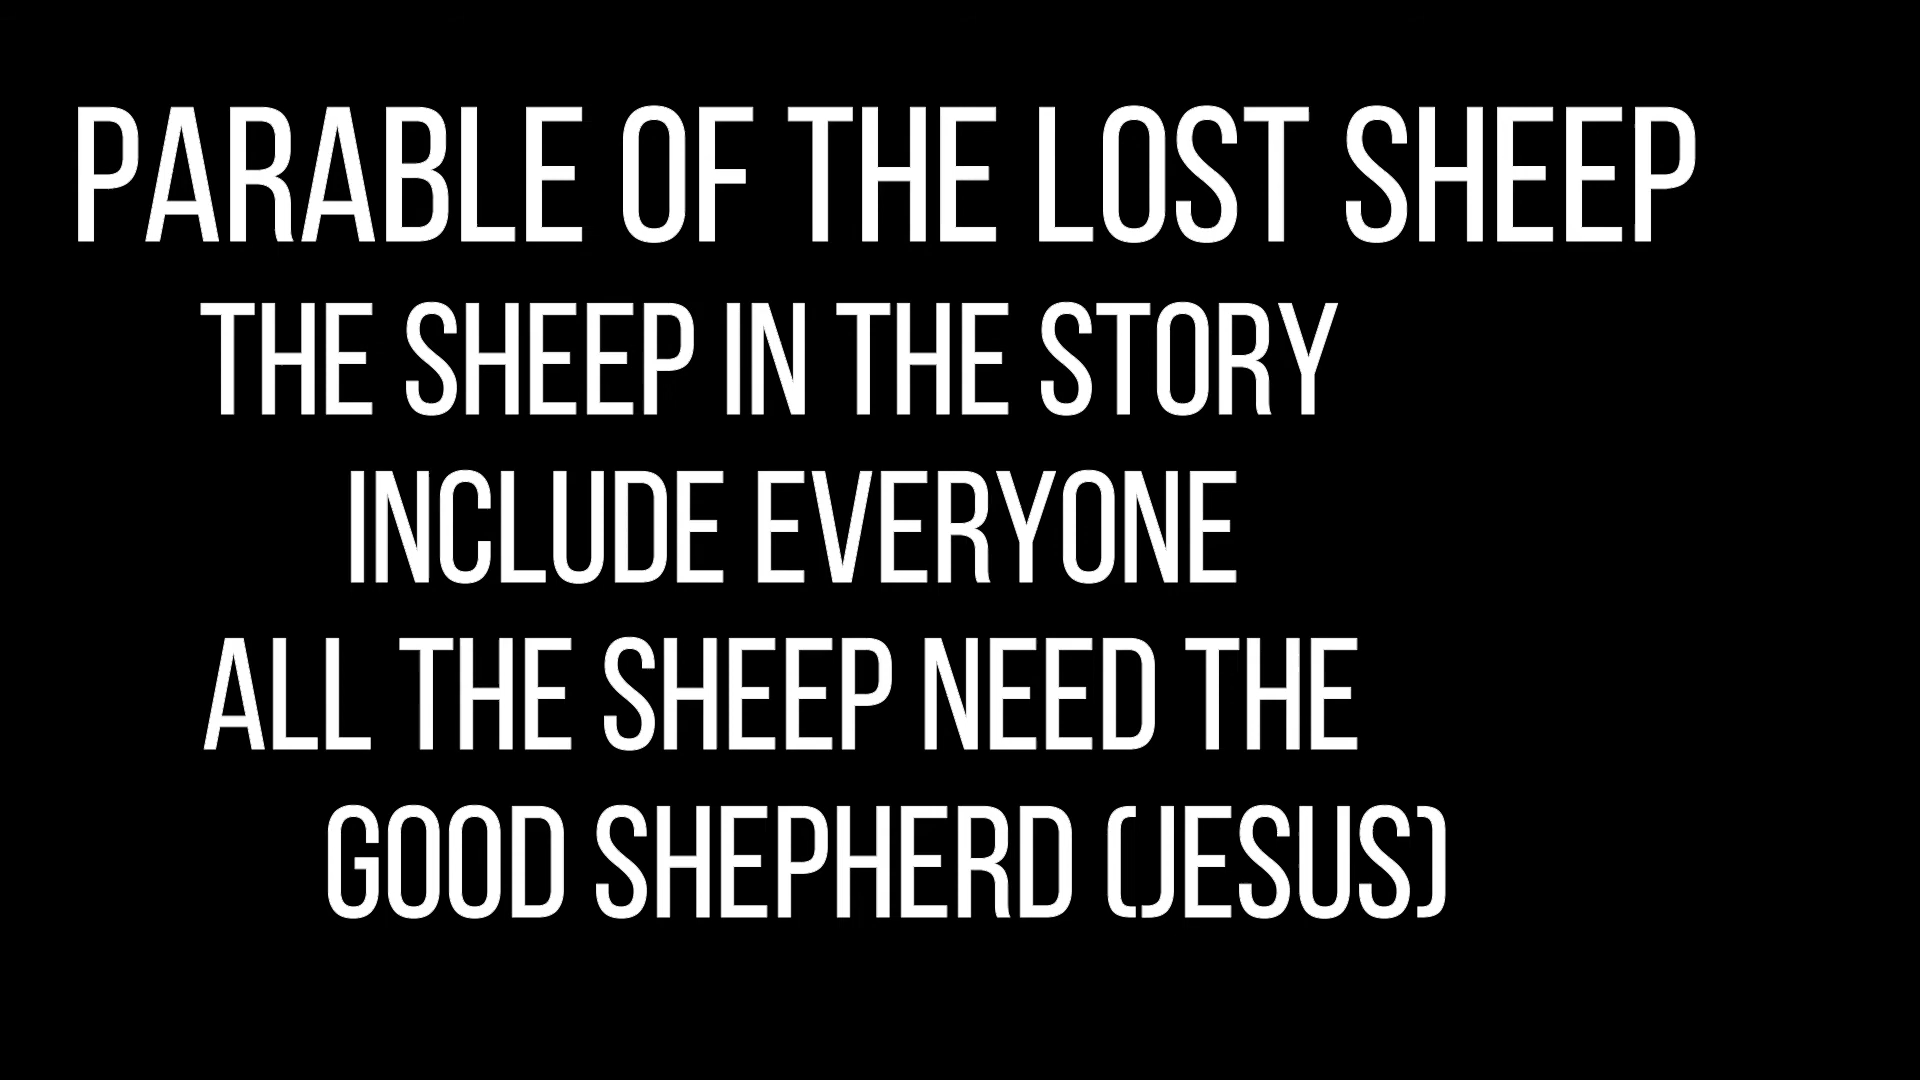 PARABLE OF THE LOST SHEEP
THE SHEEP IN THE STORY
INCLUDE EVERYONE
ALL THE SHEEP NEED THE
GOOD SHEPHERD (JESUS)